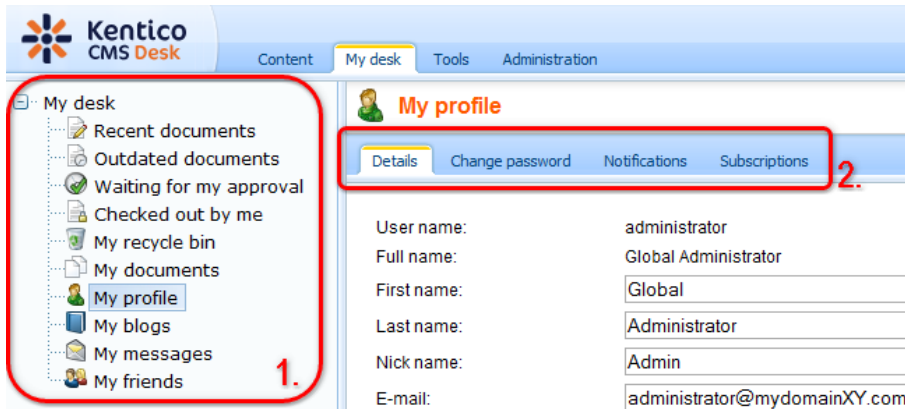 Kentico
CMS Desk
Content My desk Tools Administration
My desk
Recent documents
Outdated documents
Waiting for my approval
Checked out by me
My recycle bin
My documents
My profile
My blogs
My messages
My friends
1.
My profile
Details Change password Notifications Subscriptions
2.
User name: administrator
Full name: Global Administrator
First name: Global
Last name: Administrator
Nick name: Admin
E-mail: administrator@mydomainXY.com